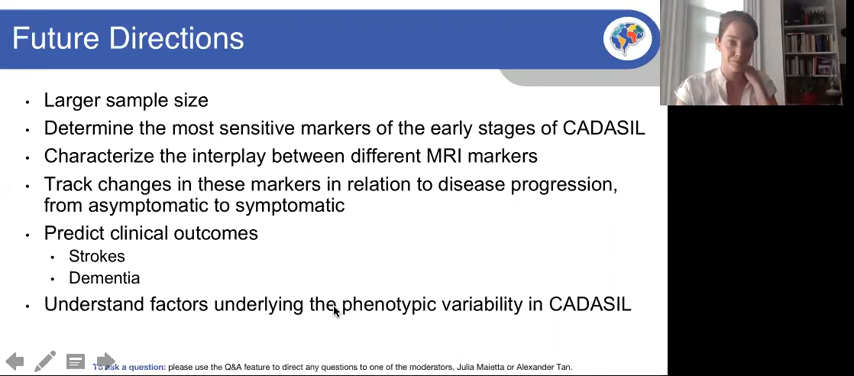 Future Directions
Larger sample size
Determine the most sensitive markers of the early stages of CADASIL
Characterize the interplay between different MRI markers
Track changes in these markers in relation to disease progression,
from asymptomatic to symptomatic
Predict clinical outcomes
Strokes
Dementia
Understand factors underlying the phenotypic variability in CADASIL
To ask a question: please use the Q&A feature to direct any questions to one of the moderators, Julia Maietta or Alexander Tan.